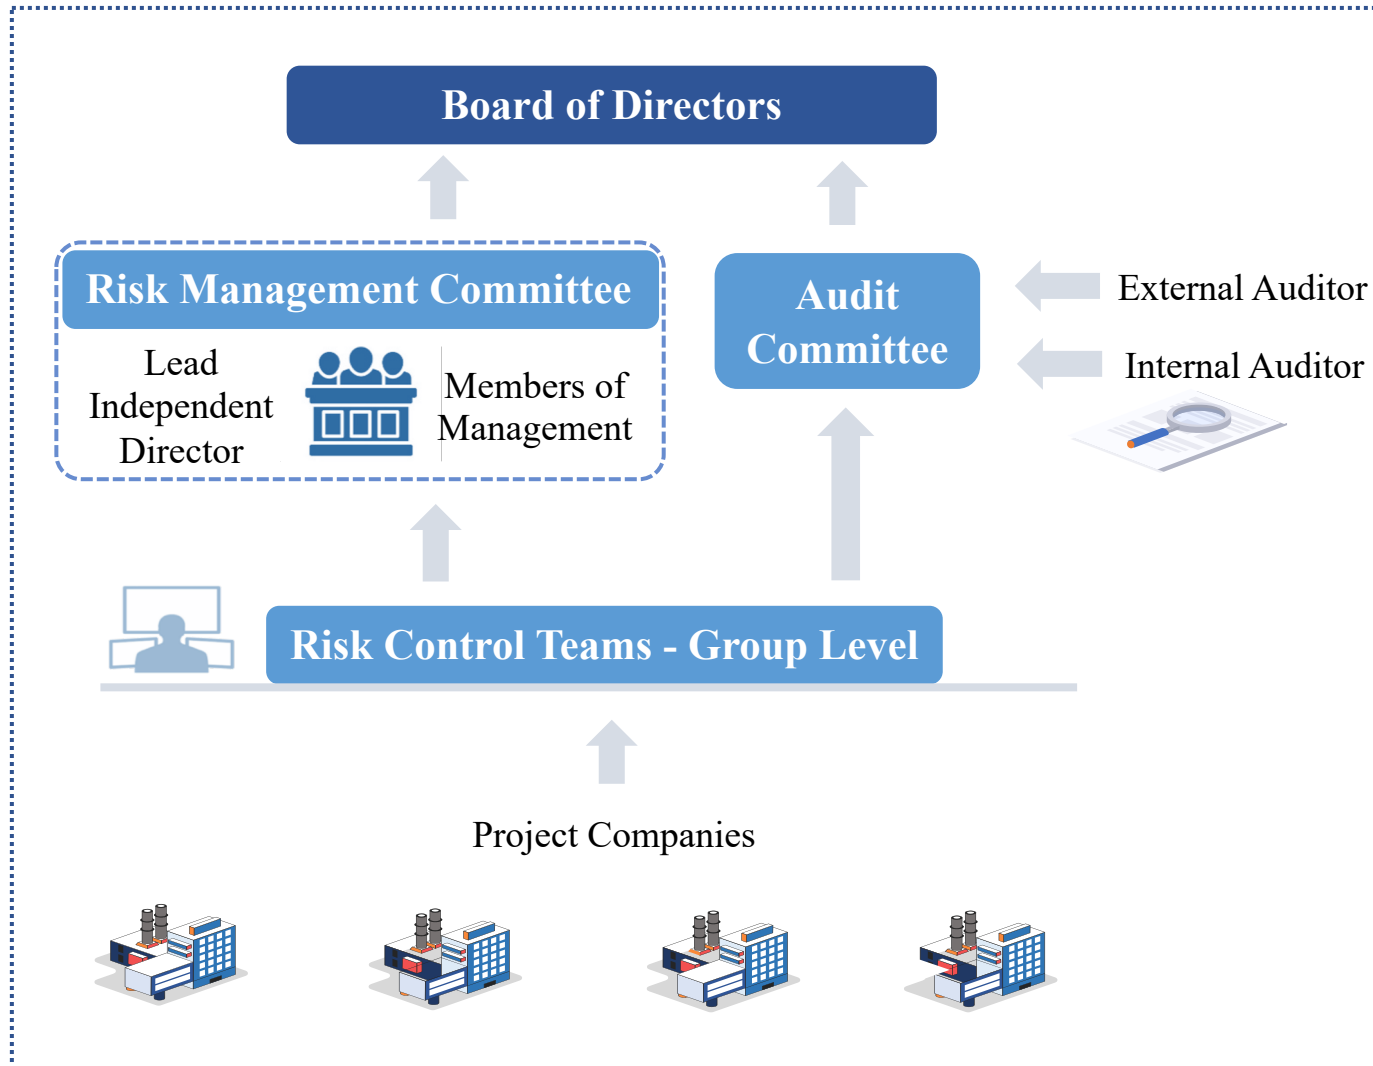 Board of Directors
Risk Management Committee
Lead
Independent
Director
Members of
Management
Audit
Committee
External Auditor
Internal Auditor
Risk Control Teams - Group Level
Project Companies